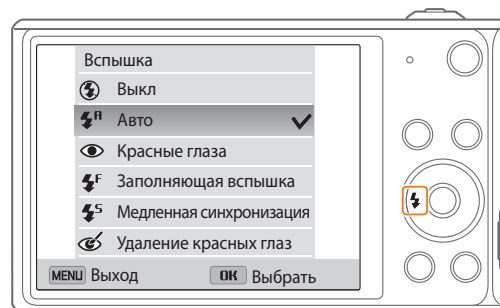 Вспышка
Выкл
A Авто
Красные глаза
F Заполняющая вспышка
S Медленная синхронизация
Удаление красных глаз
MENU Выход OK Выбрать